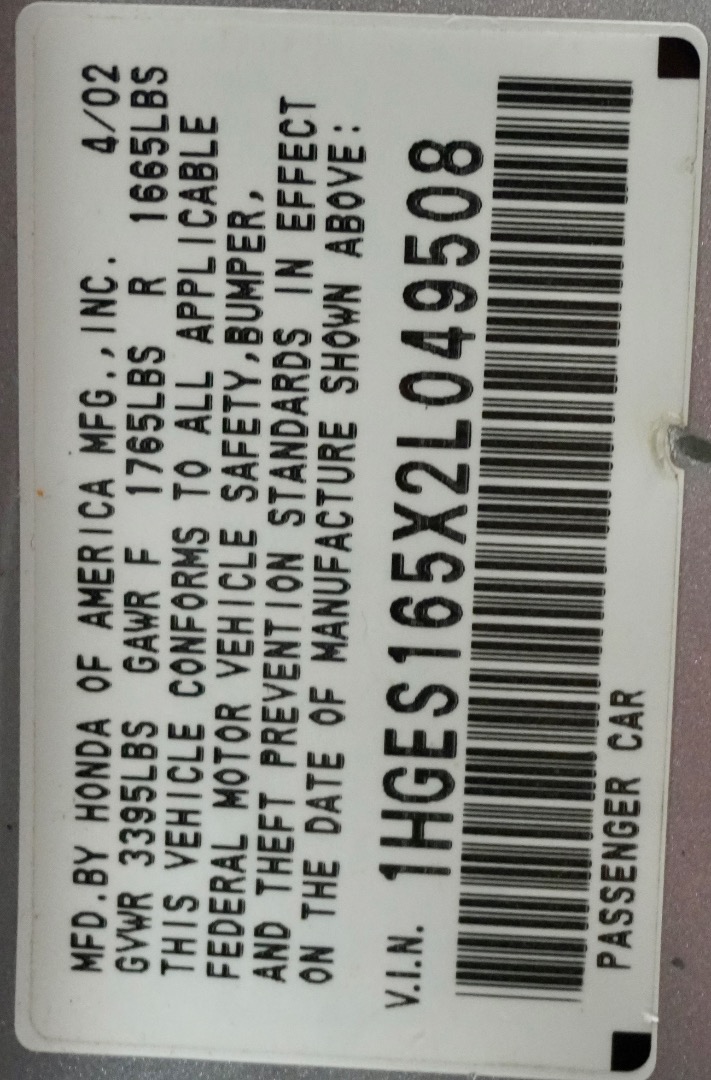 MFD.BY HONDA OF AMERICA MFG.,INC. 4/02
GVWR 3395LBS GAWR F 1765LBS R 1665LBS
THIS VEHICLE CONFORMS TO ALL APPLICABLE
FEDERAL MOTOR VEHICLE SAFETY,BUMPER,
AND THEFT PREVENTION STANDARDS IN EFFECT
ON THE DATE OF MANUFACTURE SHOWN ABOVE:
V.I.N. 1HGES165X2L049508
PASSENGER CAR